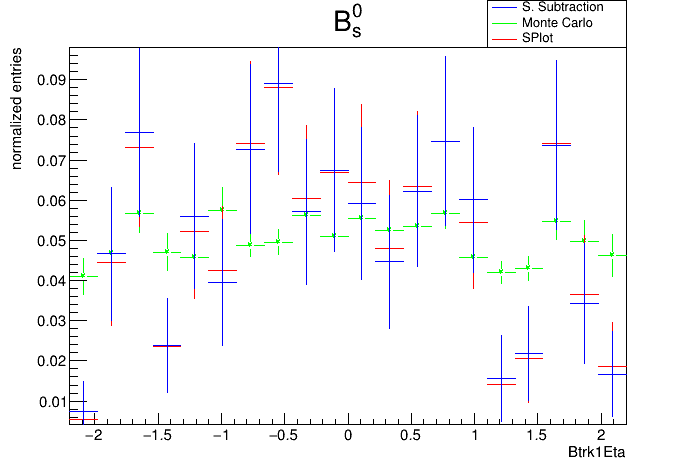 B_s^0
S. Subtraction
Monte Carlo
SPlot
normalized entries
0.09
0.08
0.07
0.06
0.05
0.04
0.03
0.02
0.01
−2 −1.5 −1 −0.5 0 0.5 1 1.5 2
Btrk1Eta